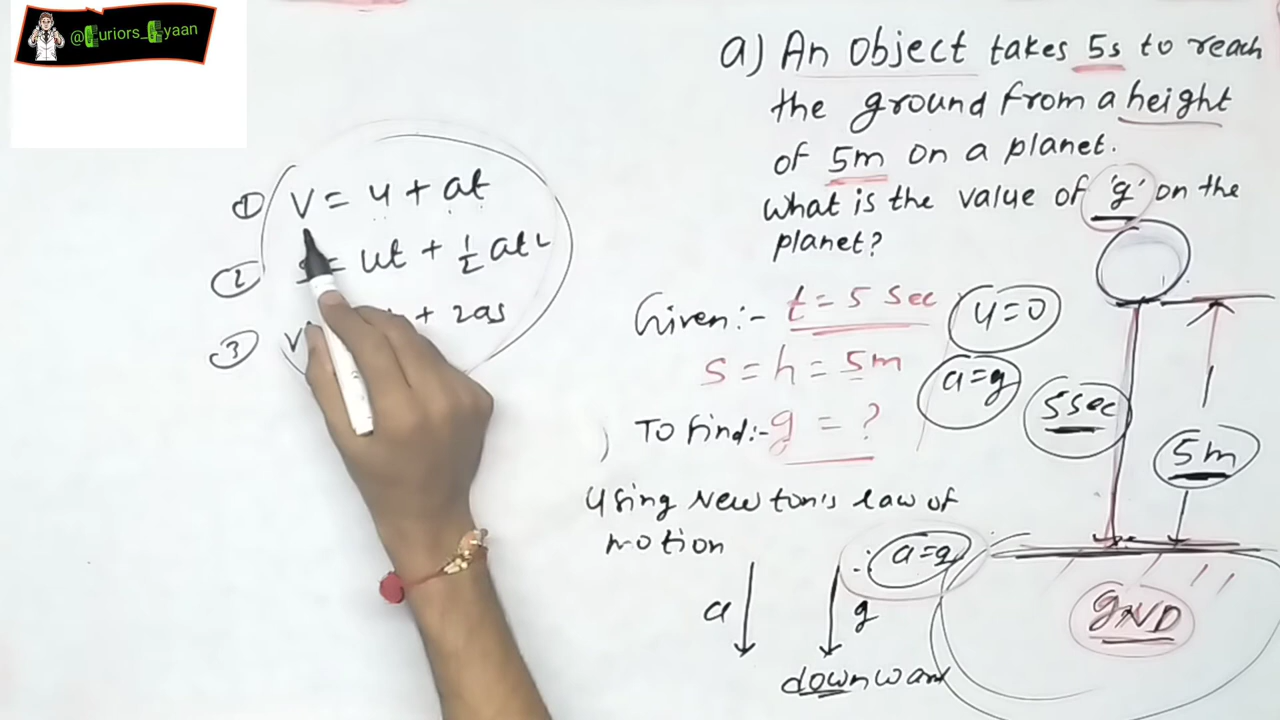 @Curiors_Gyaan
a) An Object takes 5s to reach
the ground from a height
of 5m on a planet.
what is the value of 'g' on the
planet?
① v = u + at
② = ut + 1/2 at²
③ v + 2as
Given:- t = 5 sec
u = 0
s = h = 5m
a = g
To find:- g = ?
5sec
5m
Using Newton's law of
motion
∴ a = g
a
g
downward
GND